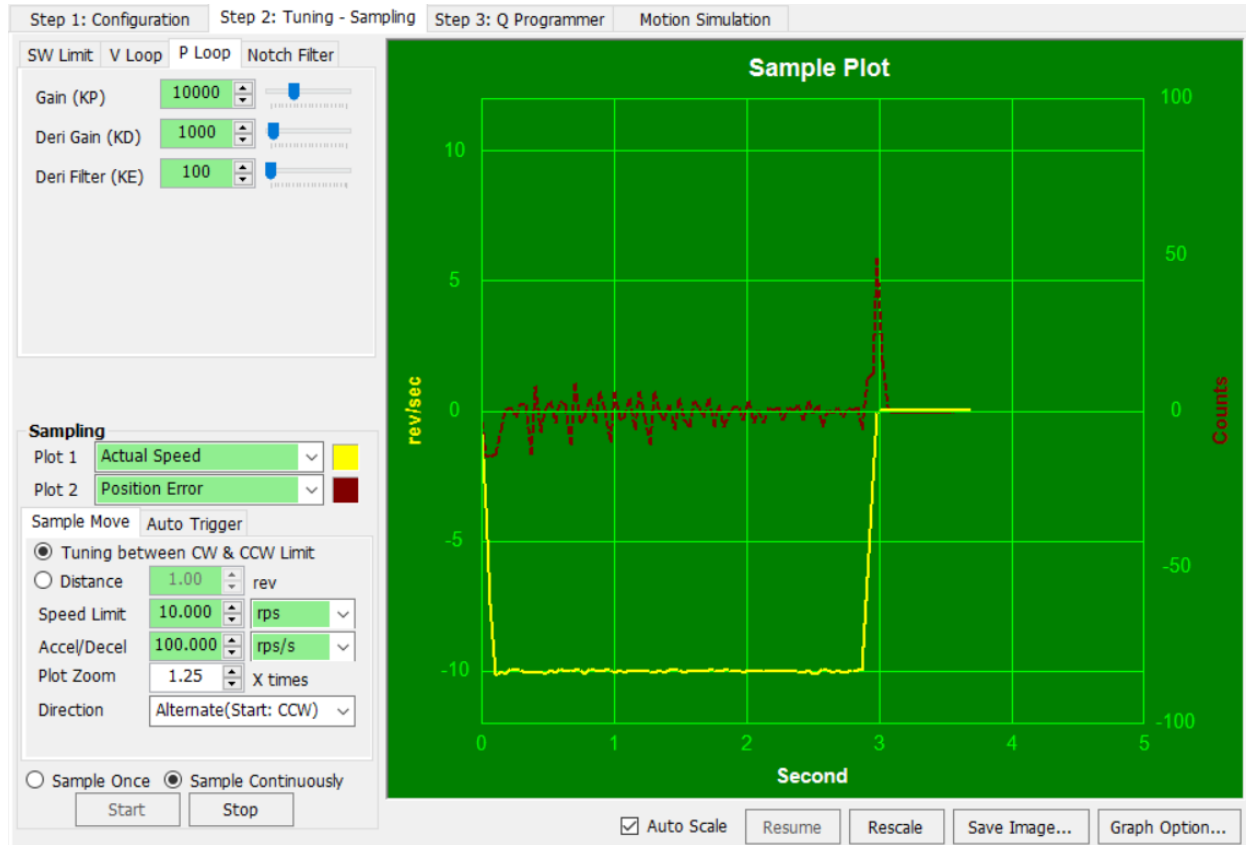 Step 1: Configuration Step 2: Tuning - Sampling Step 3: Q Programmer Motion Simulation
SW Limit V Loop P Loop Notch Filter
Gain (KP) 10000
Deri Gain (KD) 1000
Deri Filter (KE) 100
Sampling
Plot 1 Actual Speed
Plot 2 Position Error
Sample Move Auto Trigger
Tuning between CW & CCW Limit
Distance 1.00 rev
Speed Limit 10.000 rps
Accel/Decel 100.000 rps/s
Plot Zoom 1.25 X times
Direction Alternate(Start: CCW)
Sample Once Sample Continuously
Start Stop
Sample Plot
100
10
50
5
rev/sec
0 0
Counts
-5
-50
-10
-100
0 1 2 3 4 5
Second
Auto Scale Resume Rescale Save Image... Graph Option...